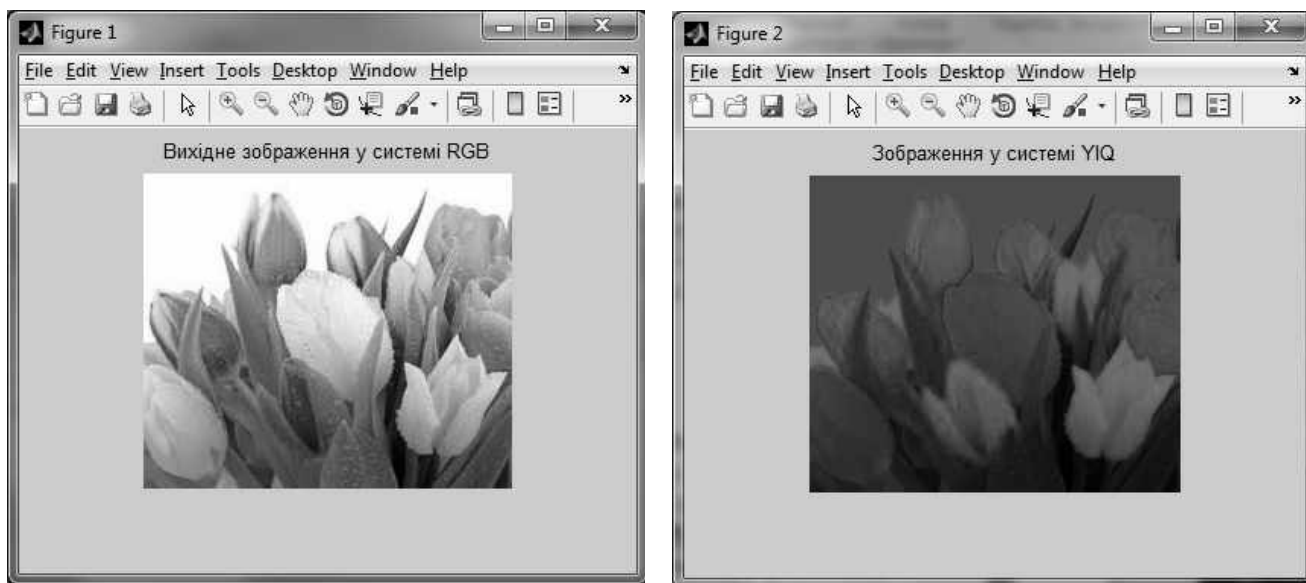 Figure 1
File Edit View Insert Tools Desktop Window Help
Вихідне зображення у системі RGB
Figure 2
File Edit View Insert Tools Desktop Window Help
Зображення у системі YIQ